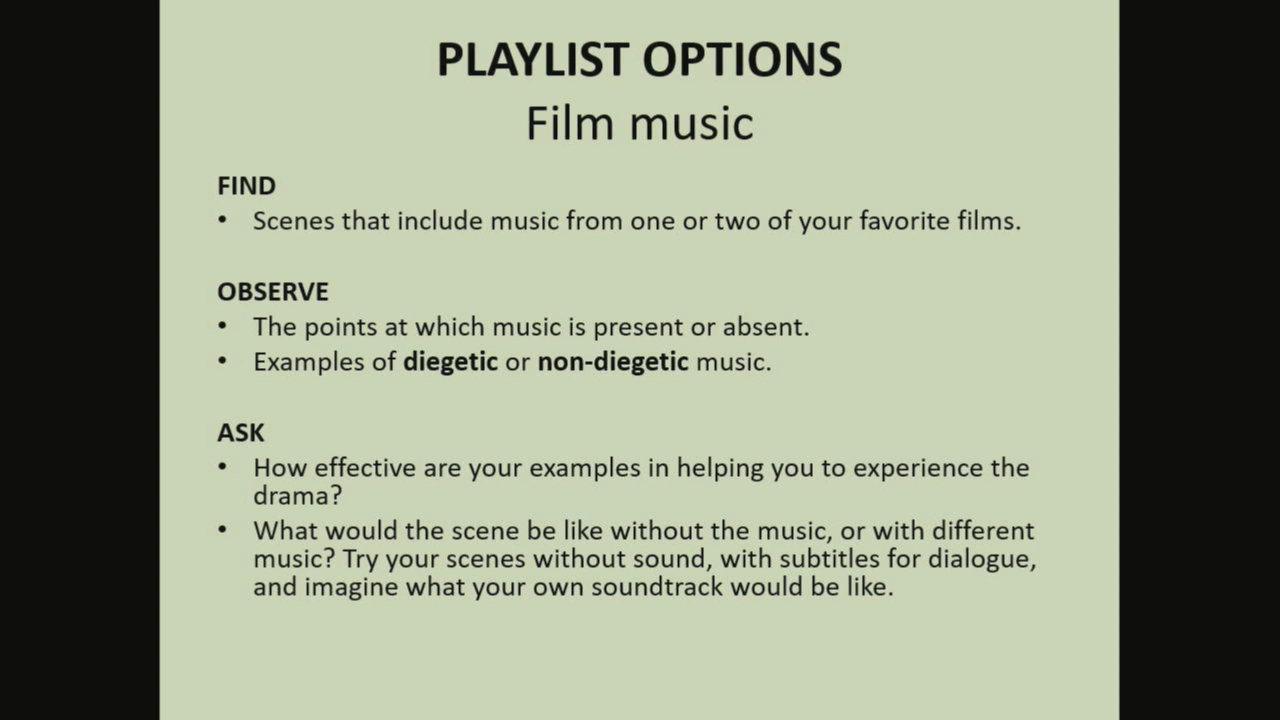 PLAYLIST OPTIONS
Film music
FIND
• Scenes that include music from one or two of your favorite films.
OBSERVE
• The points at which music is present or absent.
• Examples of diegetic or non-diegetic music.
ASK
• How effective are your examples in helping you to experience the
drama?
• What would the scene be like without the music, or with different
music? Try your scenes without sound, with subtitles for dialogue,
and imagine what your own soundtrack would be like.